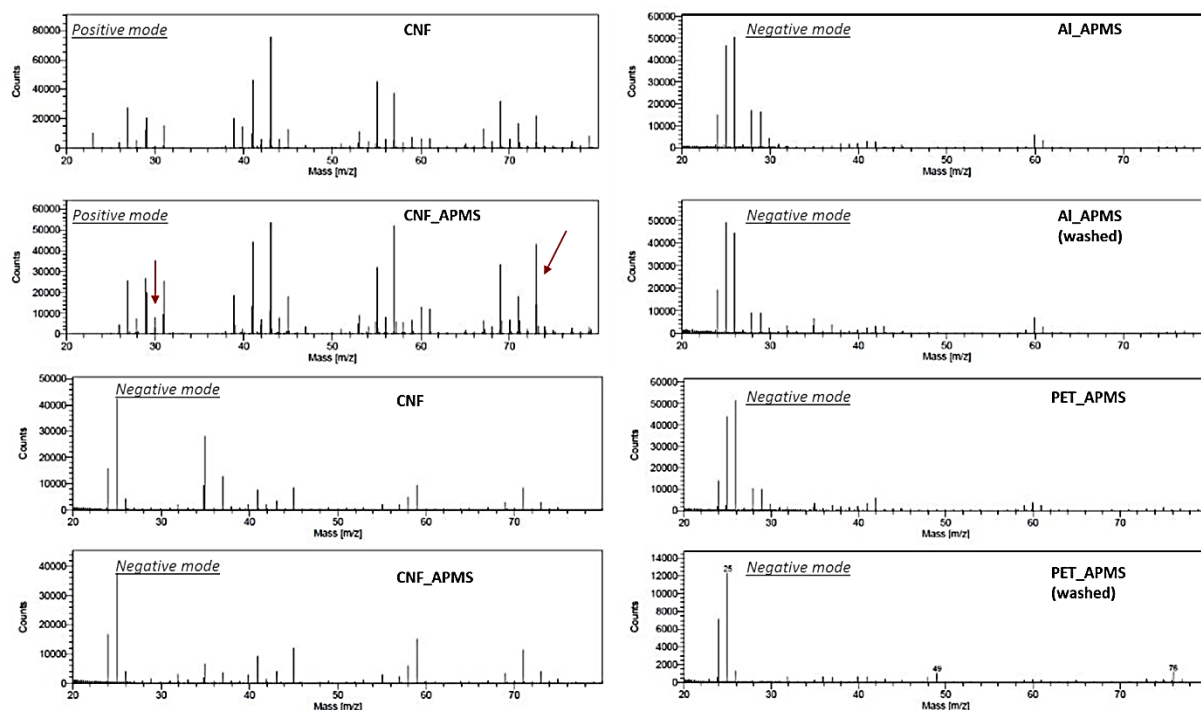 Positive mode
CNF
80000
60000
40000
20000
0
Counts
20 30 40 50 60 70
Mass [m/z]
Positive mode
CNF_APMS
60000
50000
40000
30000
20000
10000
0
Counts
20 30 40 50 60 70
Mass [m/z]
Negative mode
CNF
50000
40000
30000
20000
10000
0
Counts
20 30 40 50 60 70
Mass [m/z]
Negative mode
CNF_APMS
40000
30000
20000
10000
0
Counts
20 30 40 50 60 70
Mass [m/z]
Negative mode
Al_APMS
60000
50000
40000
30000
20000
10000
0
Counts
20 30 40 50 60 70
Mass [m/z]
Negative mode
Al_APMS
(washed)
50000
40000
30000
20000
10000
0
Counts
20 30 40 50 60 70
Mass [m/z]
Negative mode
PET_APMS
60000
50000
40000
30000
20000
10000
0
Counts
20 30 40 50 60 70
Mass [m/z]
Negative mode
PET_APMS
(washed)
14000
12000
10000
8000
6000
4000
2000
0
Counts
25
49
76
20 30 40 50 60 70
Mass [m/z]